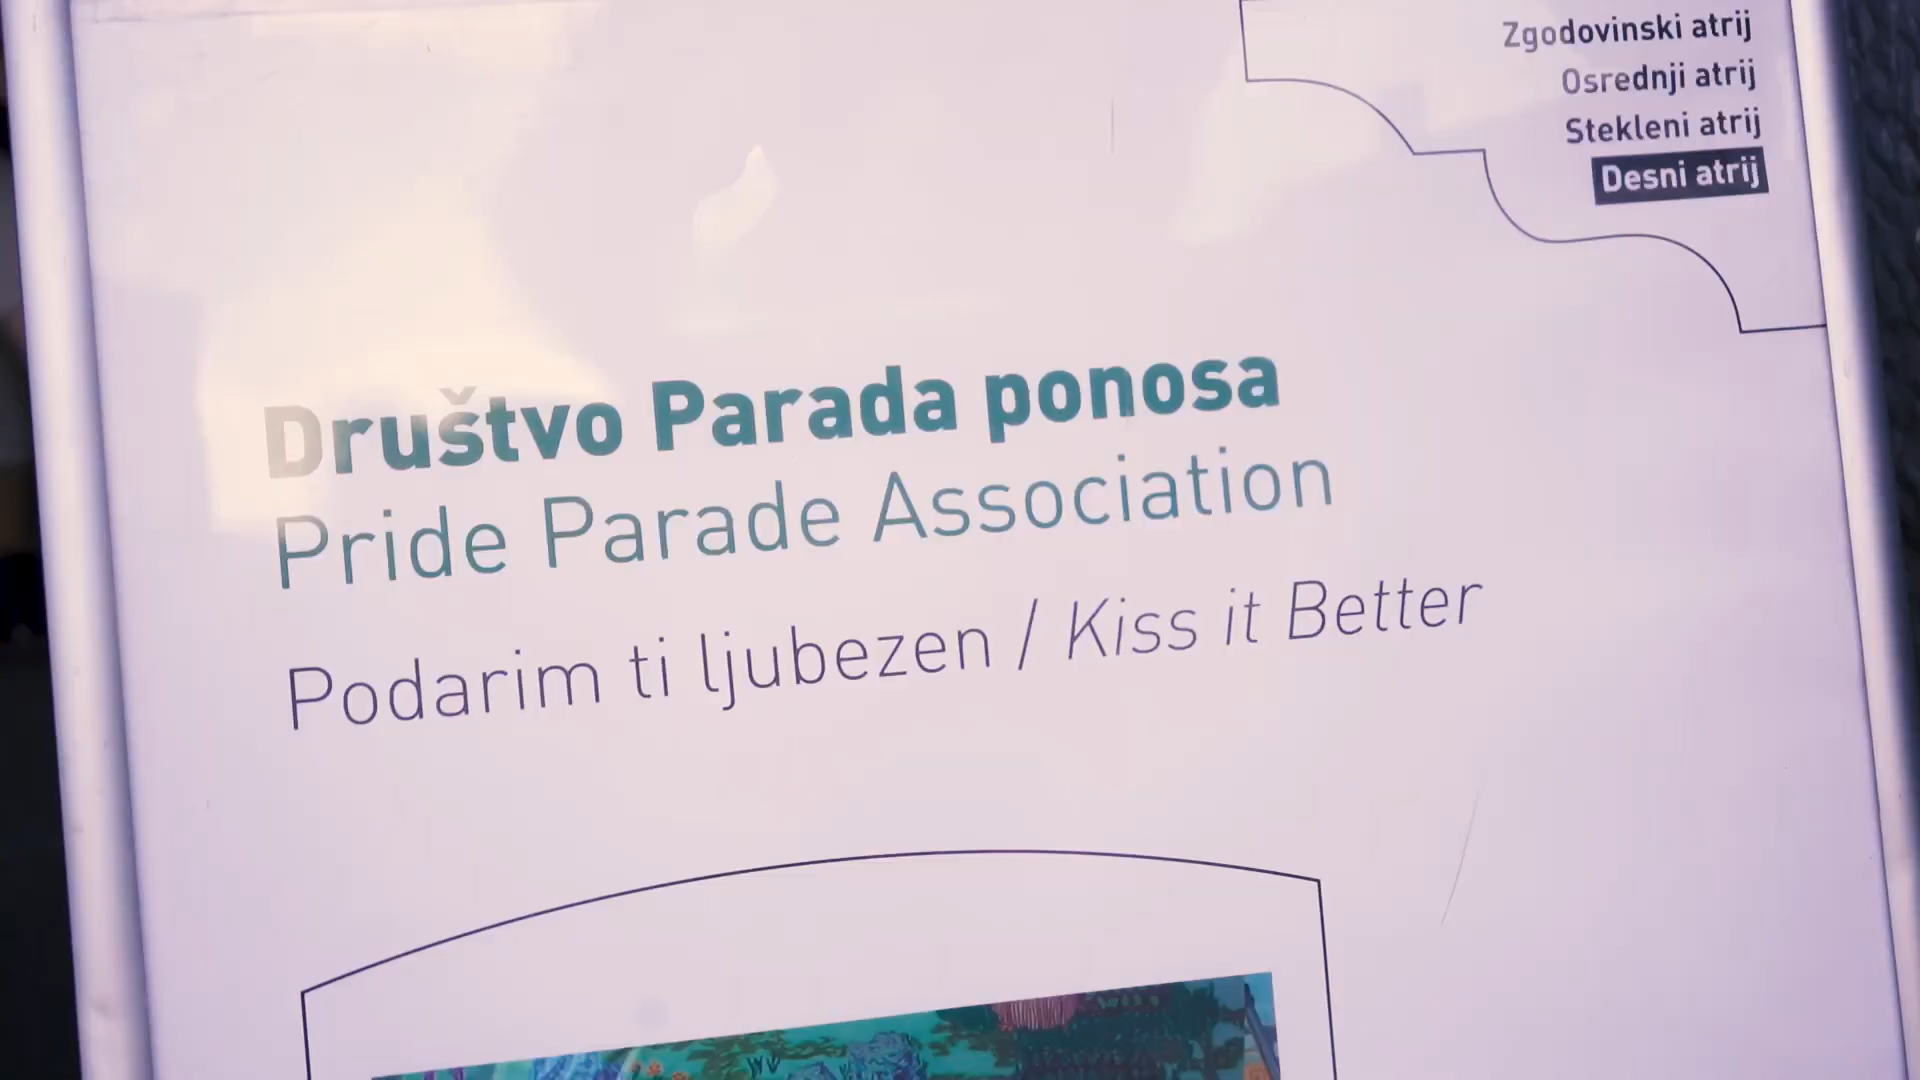 Zgodovinski atrij
Osrednji atrij
Stekleni atrij
Desni atrij
Društvo Parada ponosa
Pride Parade Association
Podarim ti ljubezen / Kiss it Better